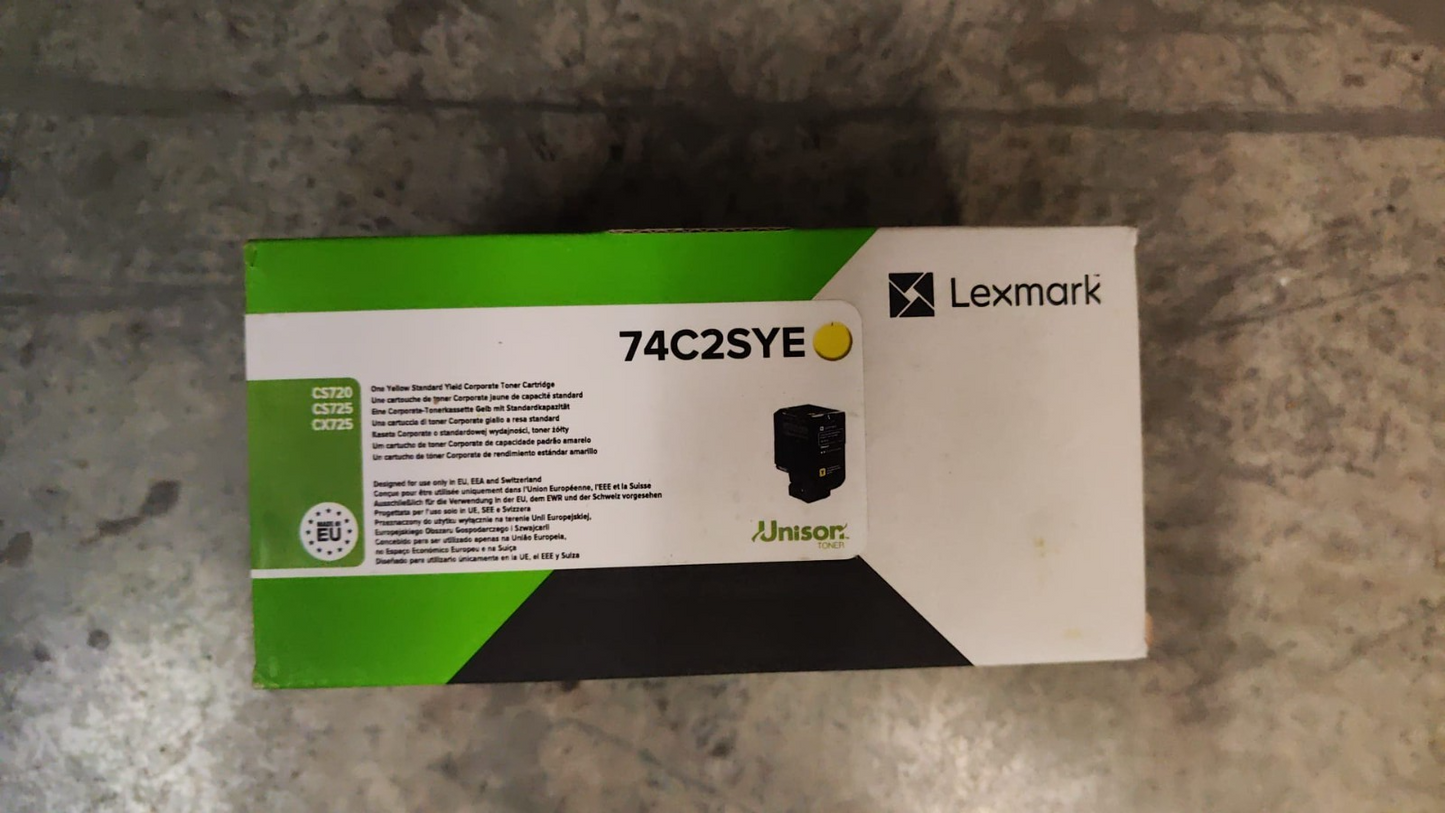 Lexmark™
74C2SYE
CS720
CS725
CX725
One Yellow Standard Yield Corporate Toner Cartridge
Une cartouche de toner Corporate jaune de capacité standard
Eine Corporate-Tonerkassette Gelb mit Standardkapazität
Una cartuccia di toner Corporate giallo a resa standard
Kaseta Corporate o standardowej wydajności, toner żółty
Um cartucho de toner Corporate de capacidade padrão amarelo
Un cartucho de tóner Corporate de rendimiento estándar amarillo
Designed for use only in EU, EEA and Switzerland
Conçue pour être utilisée uniquement dans l'Union Européenne, l'EEE et la Suisse
Ausschließlich für die Verwendung in der EU, dem EWR und der Schweiz vorgesehen
Progettata per l'uso solo in UE, SEE e Svizzera
Przeznaczony do użytku wyłącznie na terenie Unii Europejskiej,
Europejskiego Obszaru Gospodarczego i Szwajcarii
Concebido para ser utilizado apenas na União Europeia,
no Espaço Económico Europeu e na Suíça
Diseñado para utilizarlo únicamente en la UE, el EEE y Suiza
MADE IN
EU
Unison™
TONER